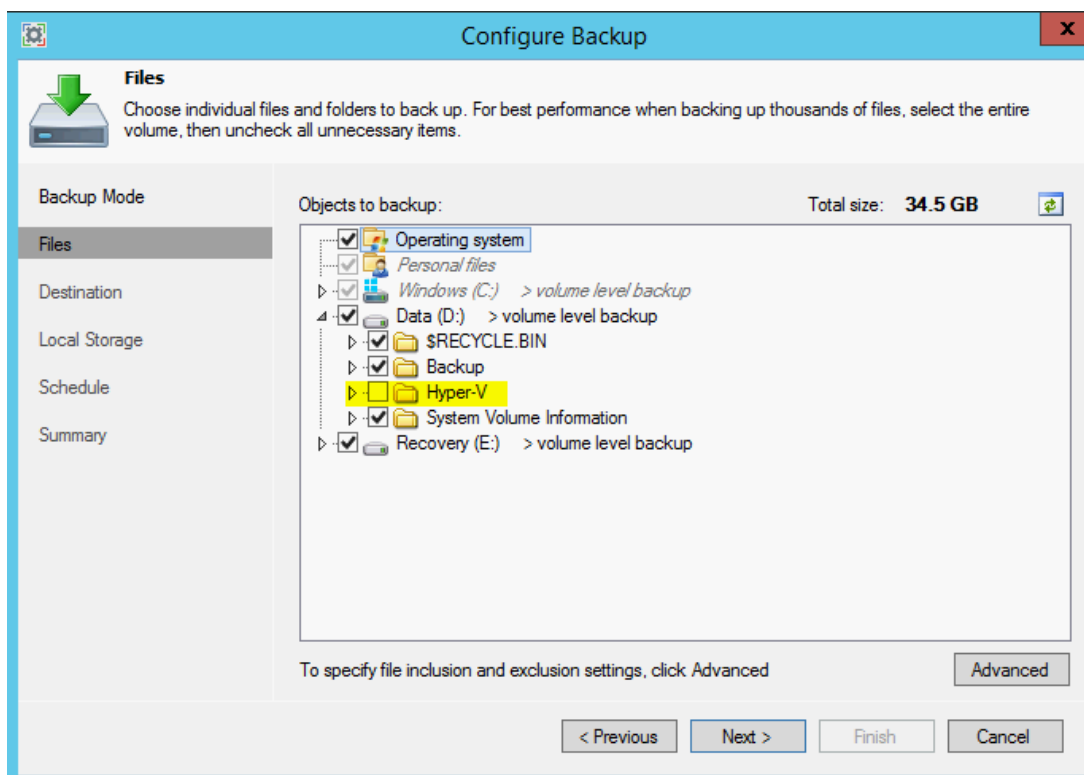 Configure Backup
x
Files
Choose individual files and folders to back up. For best performance when backing up thousands of files, select the entire
volume, then uncheck all unnecessary items.
Backup Mode
Files
Destination
Local Storage
Schedule
Summary
Objects to backup:
Total size: 34.5 GB
Operating system
Personal files
Windows (C:) > volume level backup
Data (D:) > volume level backup
$RECYCLE.BIN
Backup
Hyper-V
System Volume Information
Recovery (E:) > volume level backup
To specify file inclusion and exclusion settings, click Advanced
Advanced
< Previous
Next >
Finish
Cancel